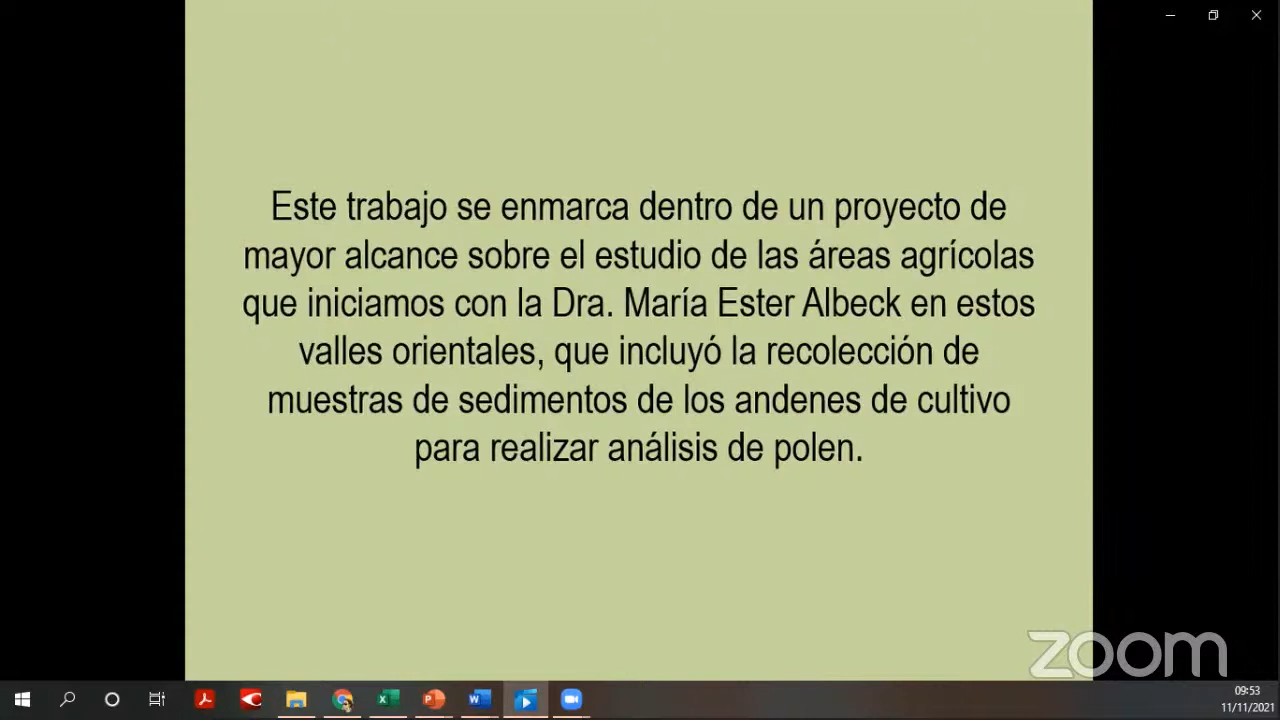 Este trabajo se enmarca dentro de un proyecto de
mayor alcance sobre el estudio de las áreas agrícolas
que iniciamos con la Dra. María Ester Albeck en estos
valles orientales, que incluyó la recolección de
muestras de sedimentos de los andenes de cultivo
para realizar análisis de polen.
zoom
09:53
11/11/2021